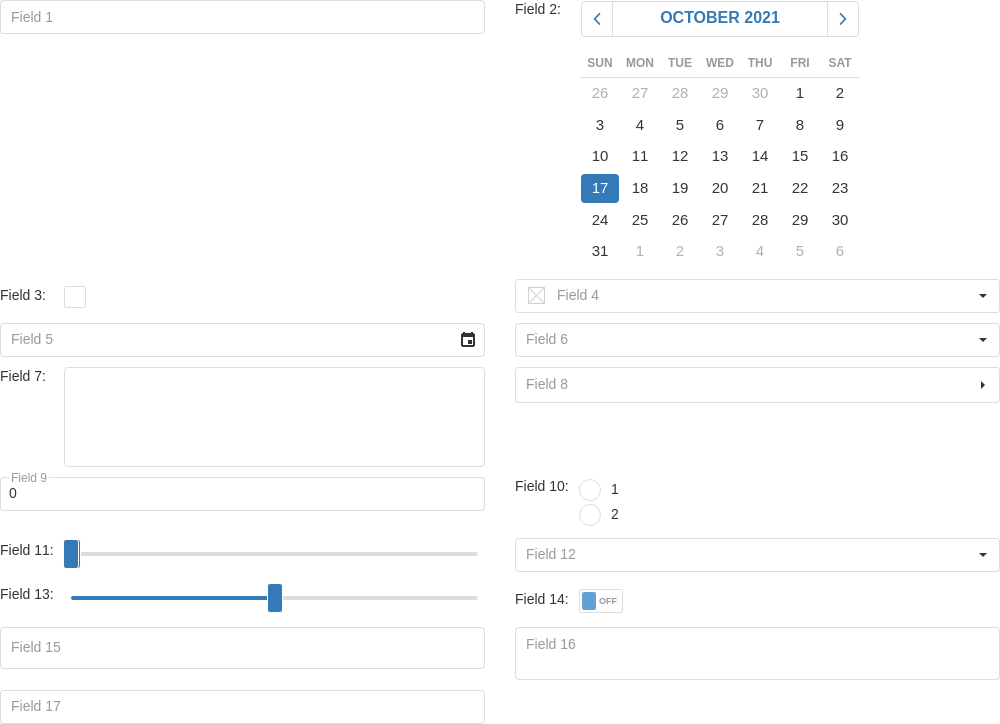 Field 1
Field 2:
OCTOBER 2021
SUN MON TUE WED THU FRI SAT
26 27 28 29 30 1 2
3 4 5 6 7 8 9
10 11 12 13 14 15 16
17 18 19 20 21 22 23
24 25 26 27 28 29 30
31 1 2 3 4 5 6
Field 3:
Field 4
Field 5
Field 6
Field 7:
Field 8
Field 9
0
Field 10:
1
2
Field 11:
Field 12
Field 13:
Field 14:
OFF
Field 15
Field 16
Field 17